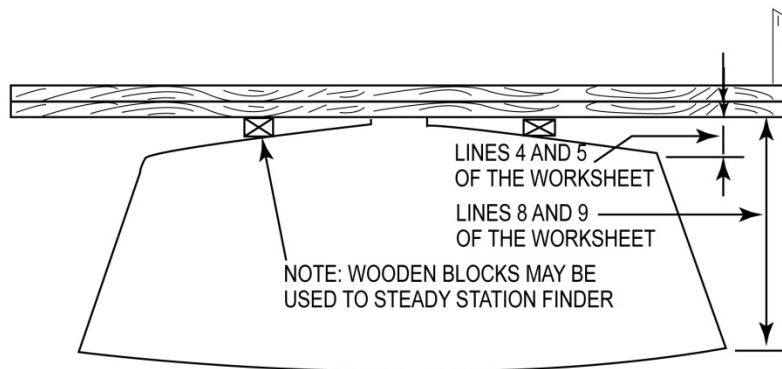 LINES 4 AND 5
OF THE WORKSHEET
LINES 8 AND 9
OF THE WORKSHEET
NOTE: WOODEN BLOCKS MAY BE
USED TO STEADY STATION FINDER